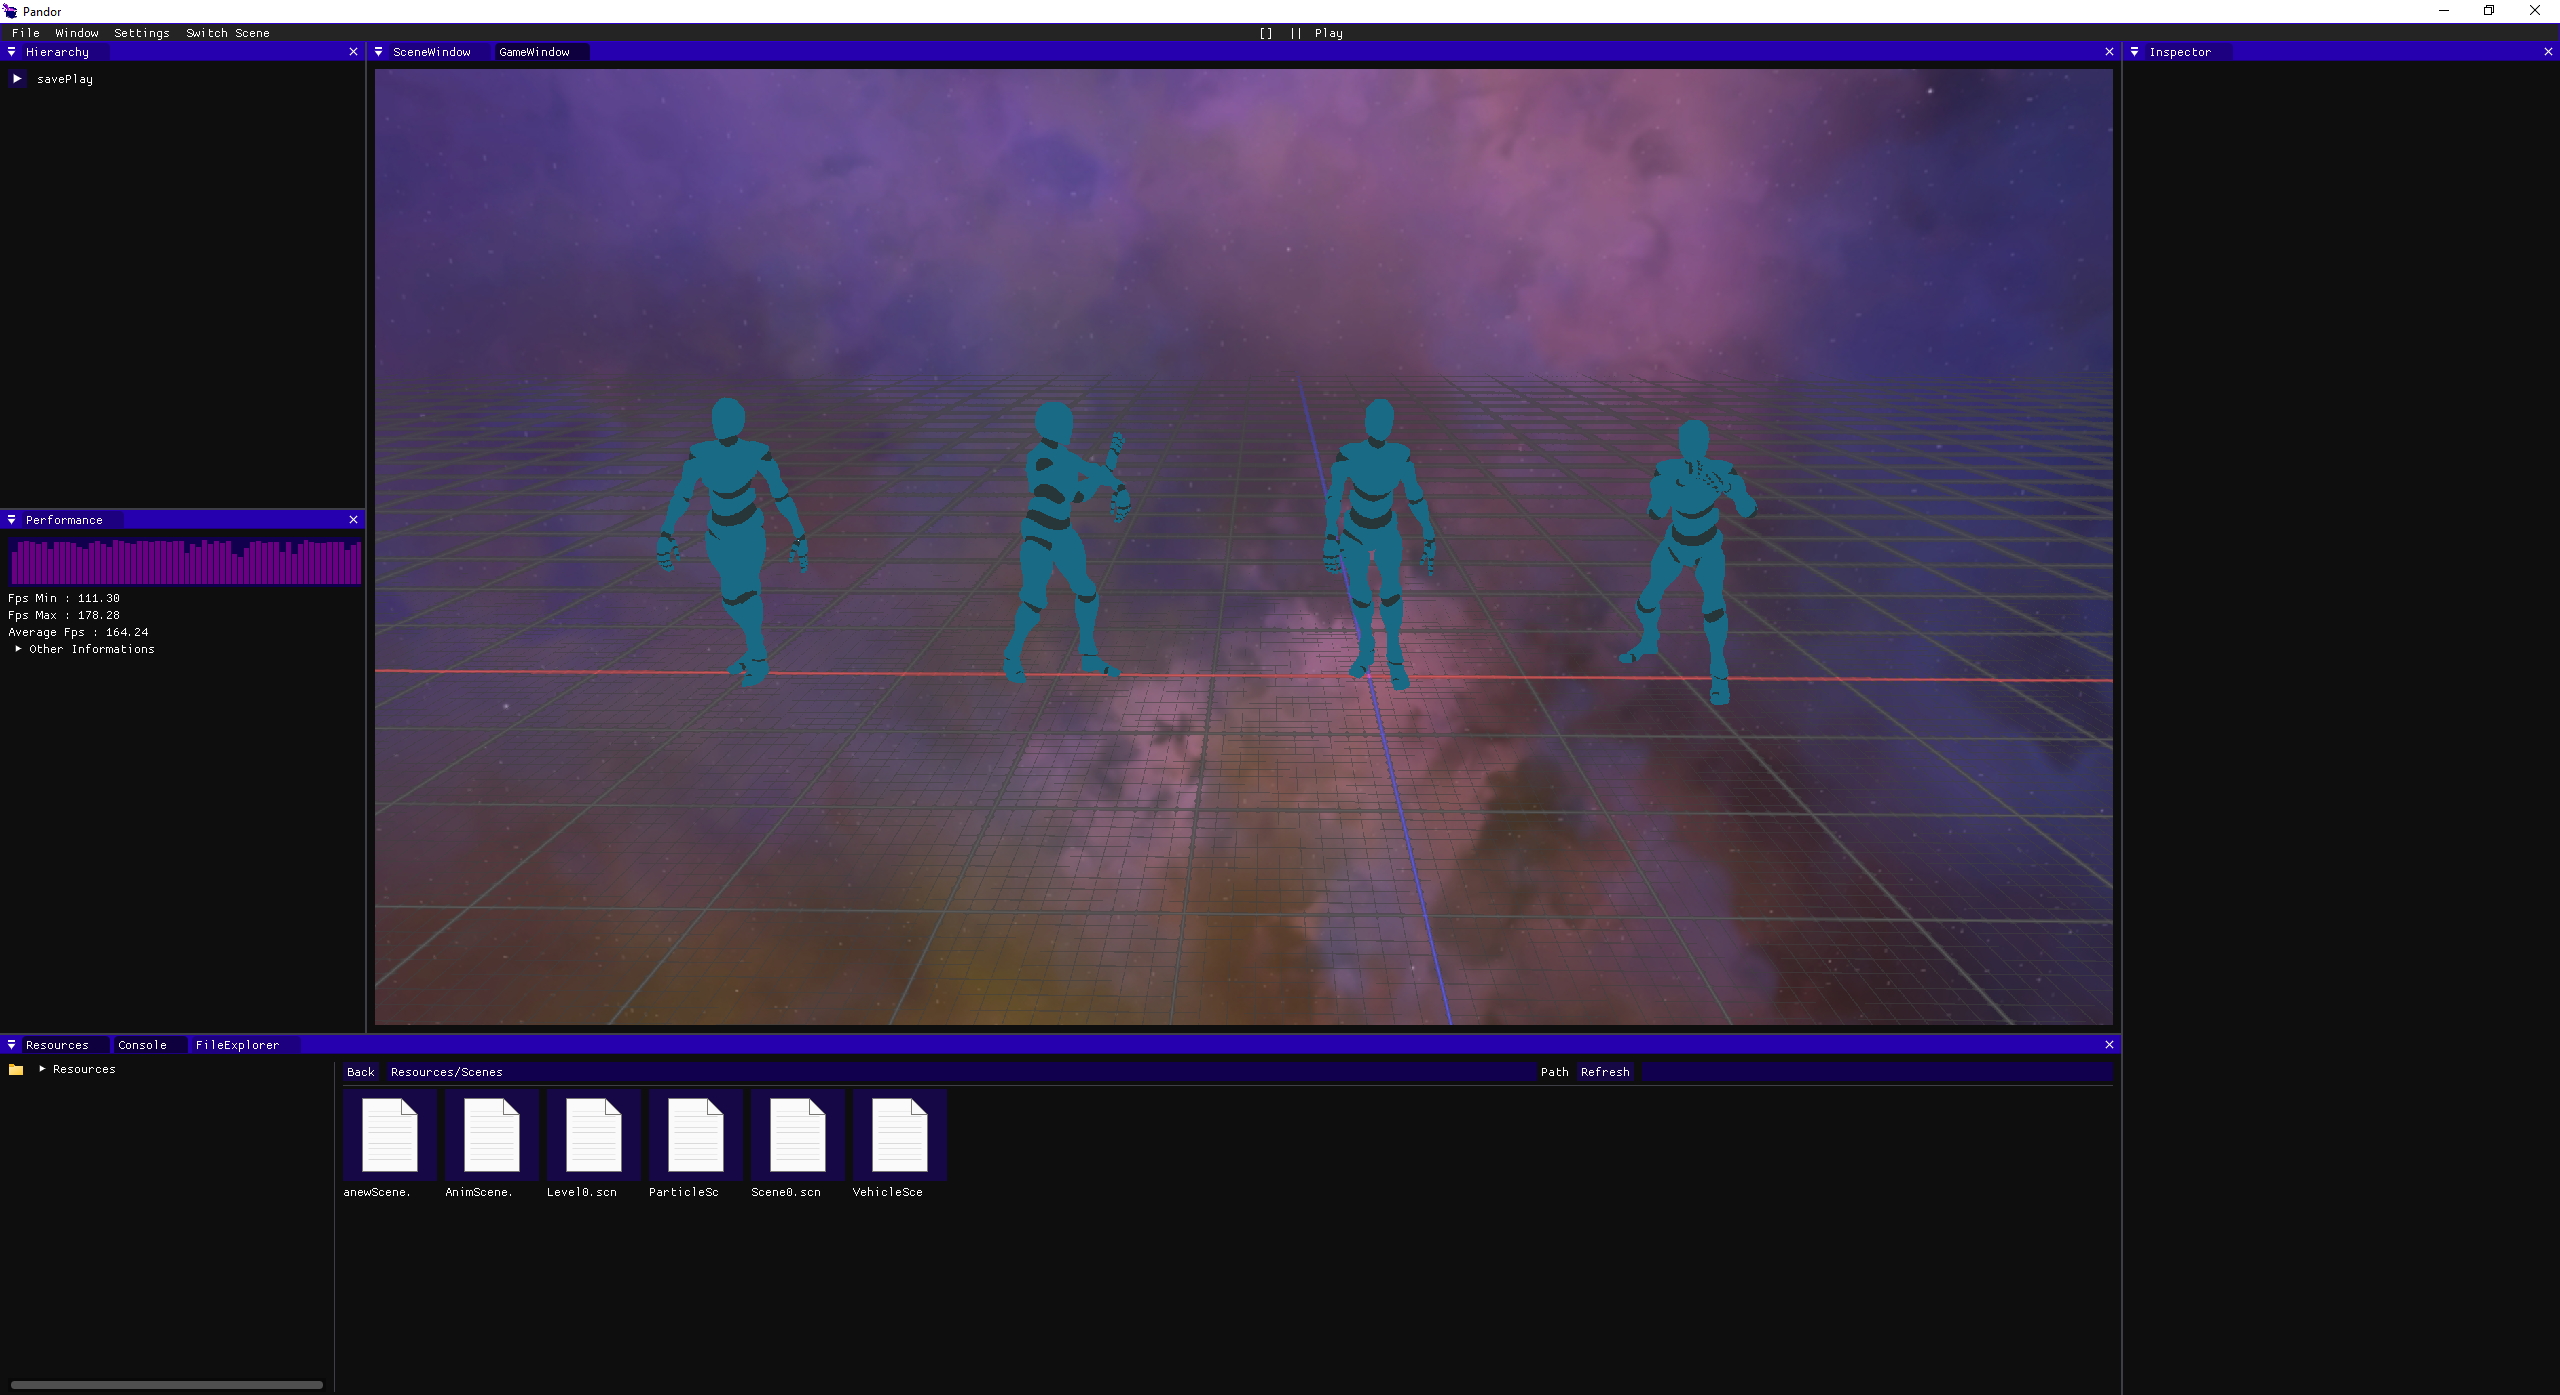 Pandor
File Window Settings Switch Scene
[] || Play
Hierarchy
savePlay
SceneWindow GameWindow
Inspector
Performance
Fps Min : 111.30
Fps Max : 178.28
Average Fps : 164.24
Other Informations
Resources Console FileExplorer
Resources
Back Resources/Scenes Path Refresh
anewScene. AnimScene. Level0.scn ParticleSc Scene0.scn VehicleSce